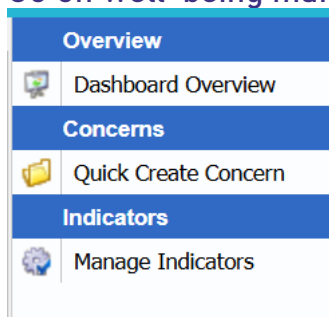 Overview
Dashboard Overview
Concerns
Quick Create Concern
Indicators
Manage Indicators